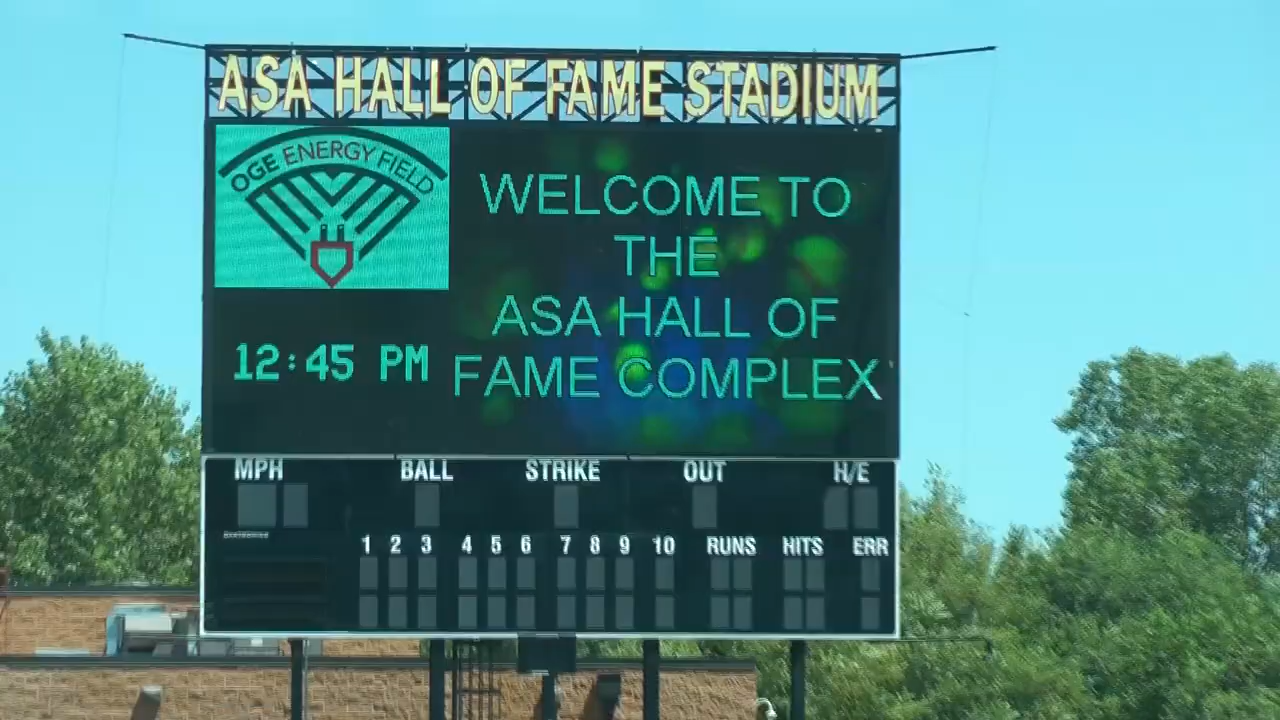 ASA HALL OF FAME STADIUM
OGE ENERGY FIELD
WELCOME TO
THE
ASA HALL OF
FAME COMPLEX
12:45 PM
MPH BALL STRIKE OUT H/E
1 2 3 4 5 6 7 8 9 10 RUNS HITS ERR